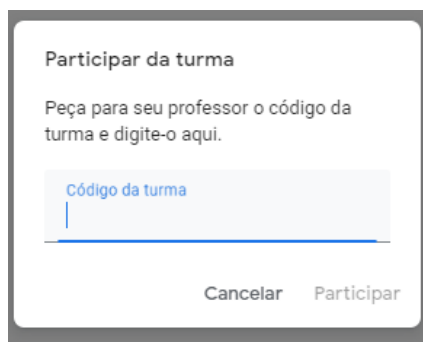 Participar da turma
Peça para seu professor o código da
turma e digite-o aqui.
Código da turma
Cancelar Participar